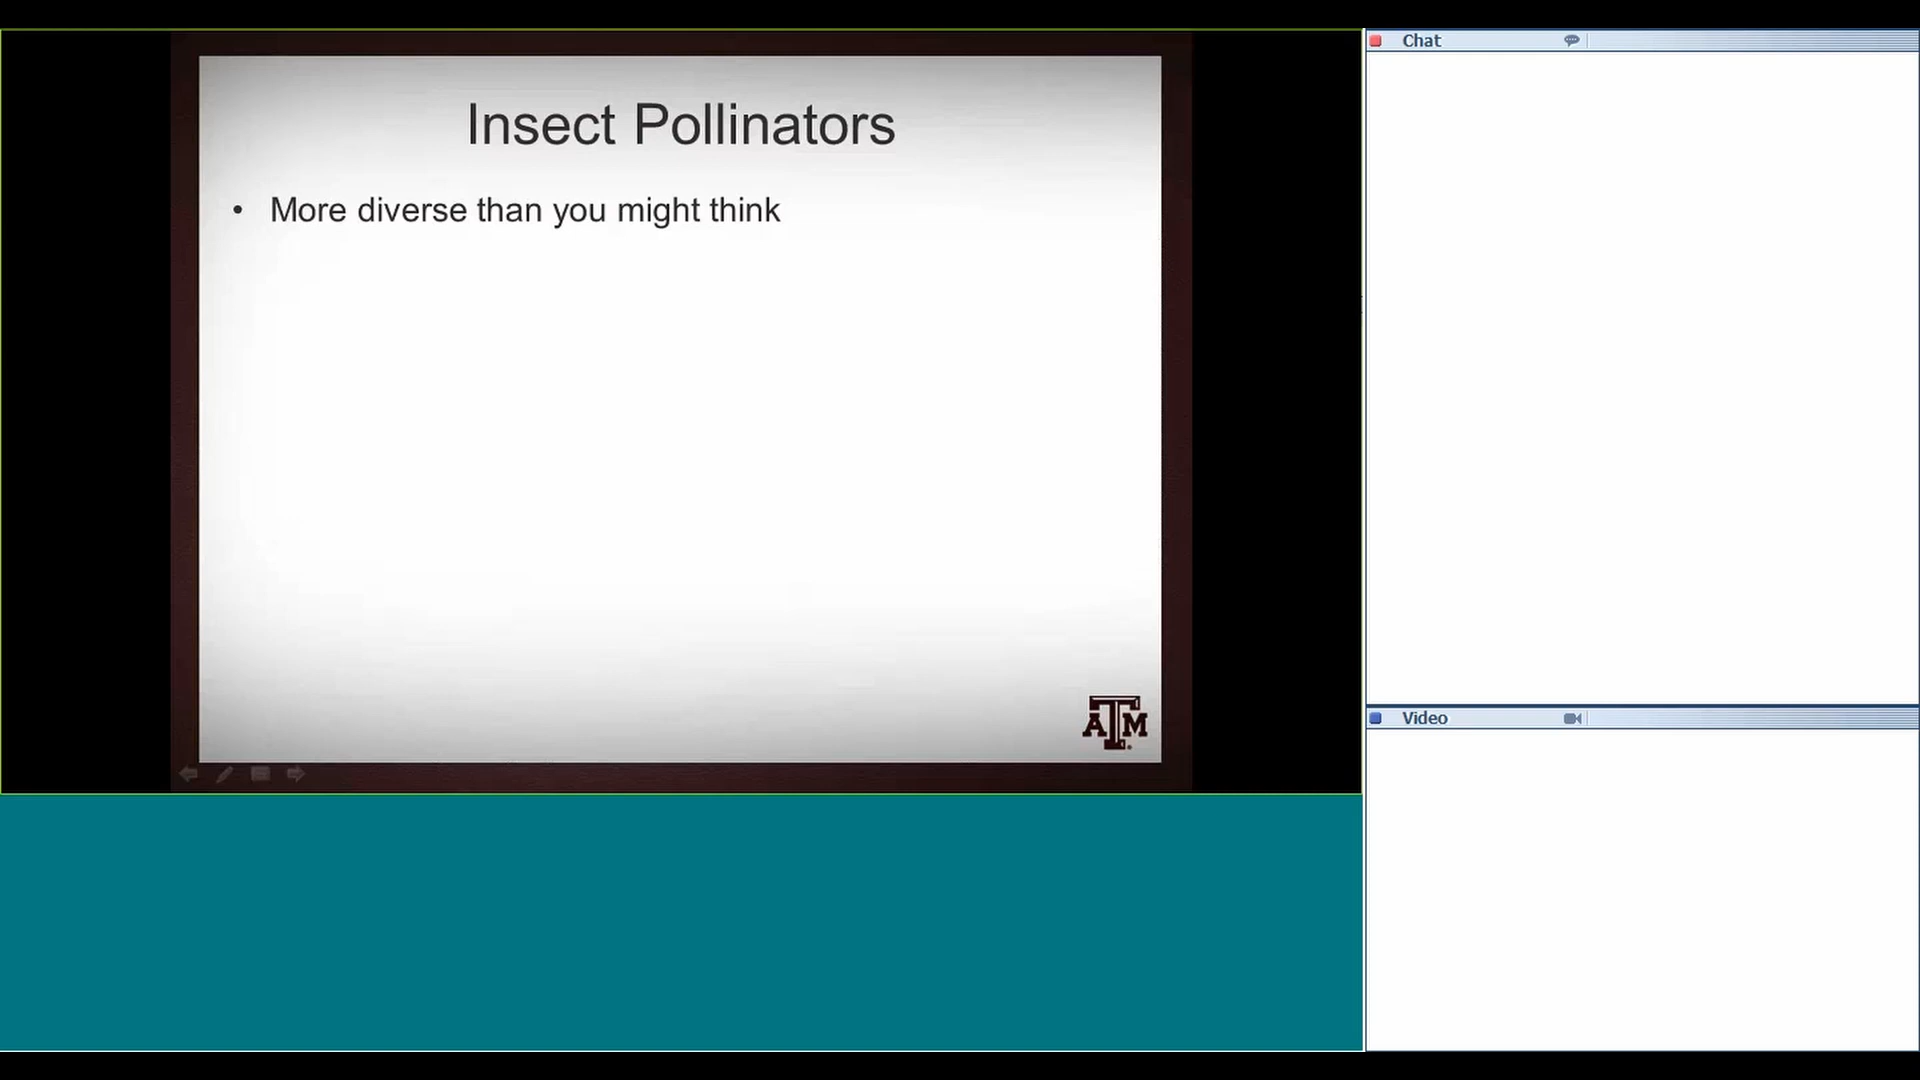 Insect Pollinators
• More diverse than you might think
ATM
Chat
Video